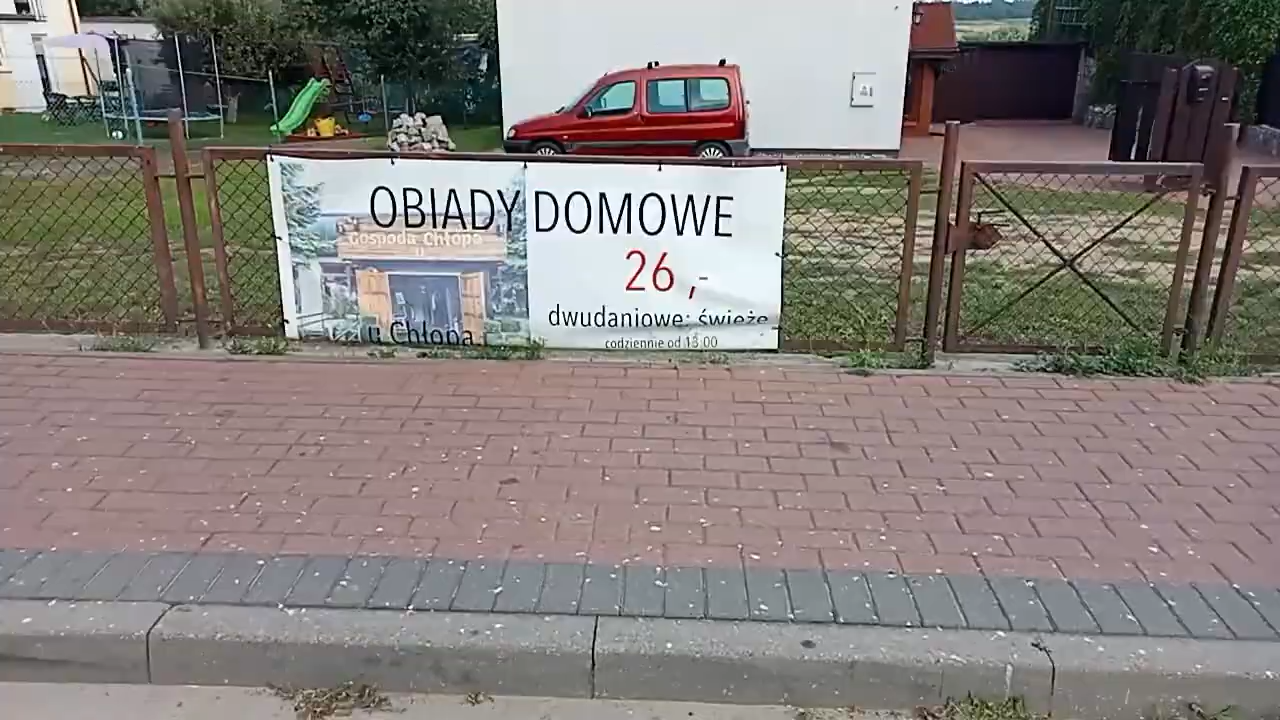 OBIADY DOMOWE
Gospoda Chłopa
26 ,-
dwudaniowe: świeże
u Chłopa
codziennie od 13:00